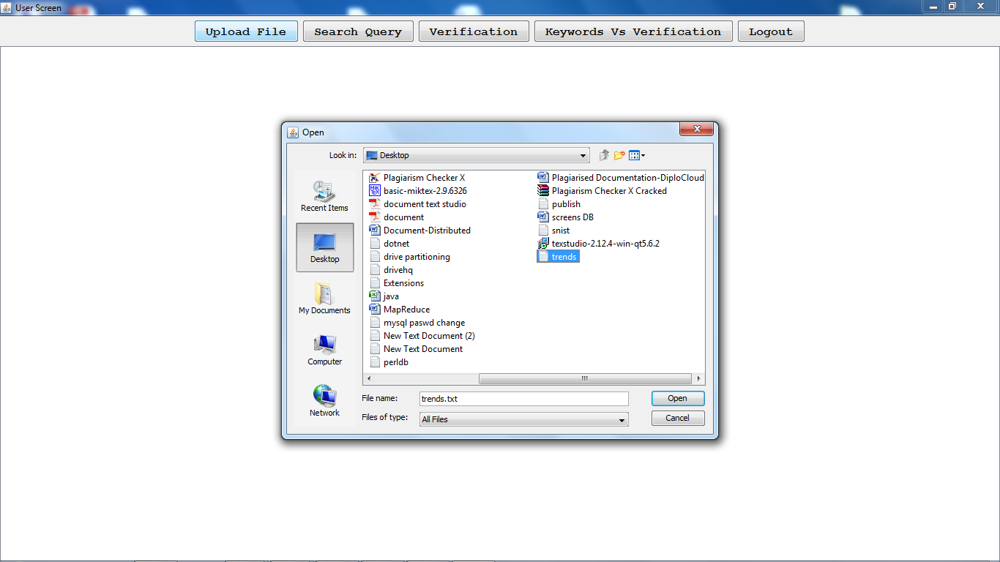 User Screen
Upload File Search Query Verification Keywords Vs Verification Logout
Open
Look in: Desktop
Recent Items
Desktop
My Documents
Computer
Network
Plagiarism Checker X
basic-miktex-2.9.6326
document text studio
document
Document-Distributed
dotnet
drive partitioning
drivehq
Extensions
java
MapReduce
mysql paswd change
New Text Document (2)
New Text Document
perldb
Plagiarised Documentation-DiploCloud
Plagiarism Checker X Cracked
publish
screens DB
snist
texstudio-2.12.4-win-qt5.6.2
trends
File name: trends.txt Open
Files of type: All Files Cancel